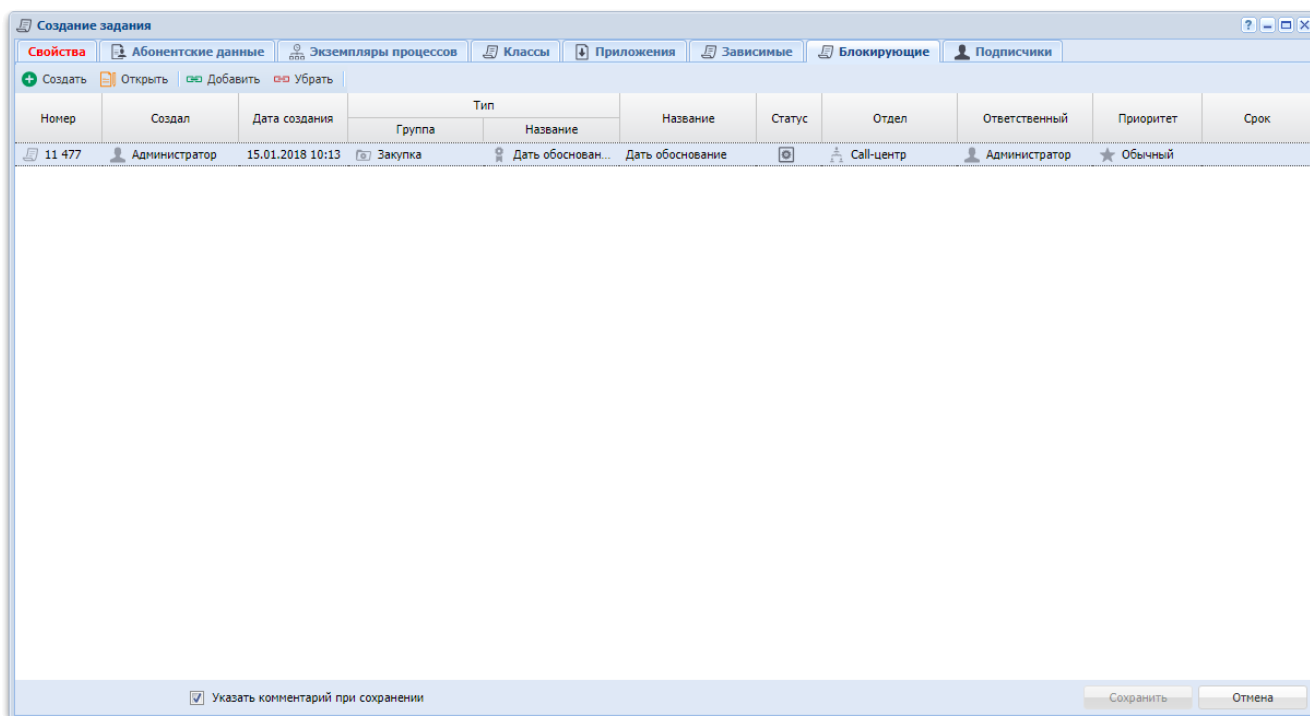 Создание задания
Свойства Абонентские данные Экземпляры процессов Классы Приложения Зависимые Блокирующие Подписчики
Создать Открыть Добавить Убрать
Номер Создал Дата создания Тип Группа Название Название Статус Отдел Ответственный Приоритет Срок
11 477 Администратор 15.01.2018 10:13 Закупка Дать обоснован... Дать обоснование Call-центр Администратор Обычный
Указать комментарий при сохранении Сохранить Отмена